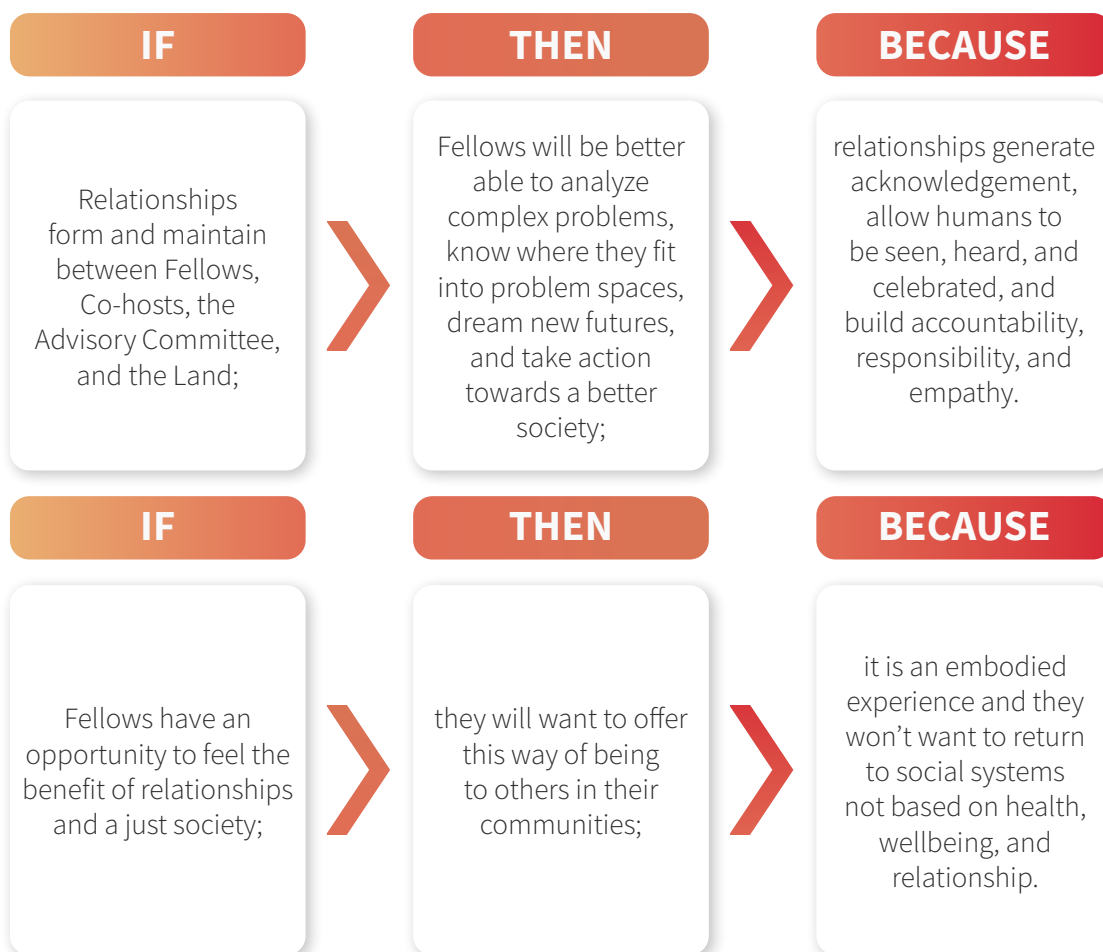 IF
THEN
BECAUSE
Relationships
form and maintain
between Fellows,
Co-hosts, the
Advisory Committee,
and the Land;
Fellows will be better
able to analyze
complex problems,
know where they fit
into problem spaces,
dream new futures,
and take action
towards a better
society;
relationships generate
acknowledgement,
allow humans to
be seen, heard, and
celebrated, and
build accountability,
responsibility, and
empathy.
IF
THEN
BECAUSE
Fellows have an
opportunity to feel the
benefit of relationships
and a just society;
they will want to offer
this way of being
to others in their
communities;
it is an embodied
experience and they
won’t want to return
to social systems
not based on health,
wellbeing, and
relationship.